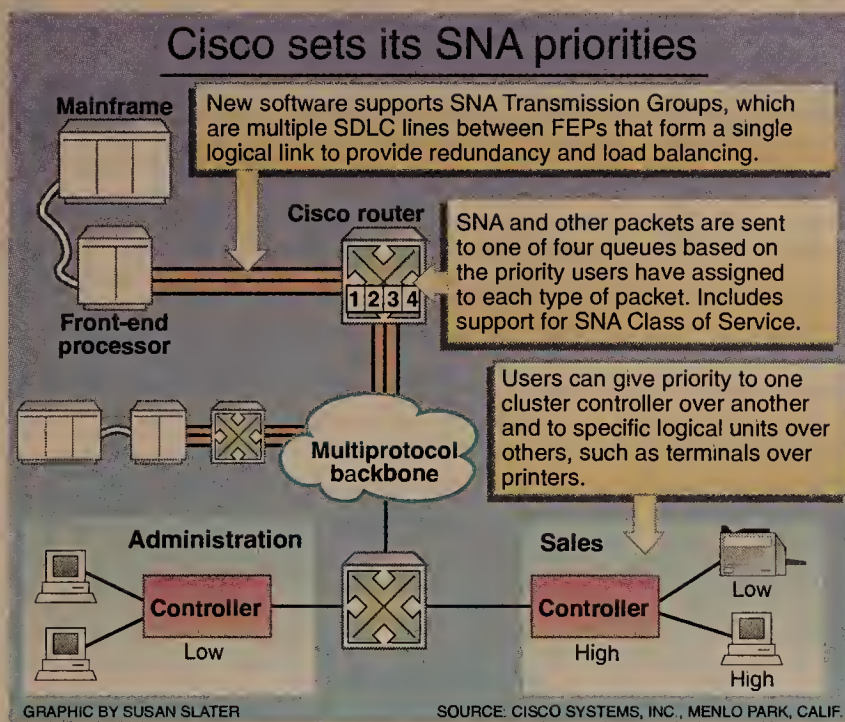 Cisco sets its SNA priorities
Mainframe
New software supports SNA Transmission Groups, which
are multiple SDLC lines between FEPs that form a single
logical link to provide redundancy and load balancing.
Cisco router
SNA and other packets are sent
to one of four queues based on
the priority users have assigned
to each type of packet. Includes
support for SNA Class of Service.
1 2 3 4
Front-end
processor
Users can give priority to one
cluster controller over another
and to specific logical units over
others, such as terminals over
printers.
Multiprotocol
backbone
Administration
Controller
Low
Sales
Controller
High
Low
High
GRAPHIC BY SUSAN SLATER
SOURCE: CISCO SYSTEMS, INC., MENLO PARK, CALIF.